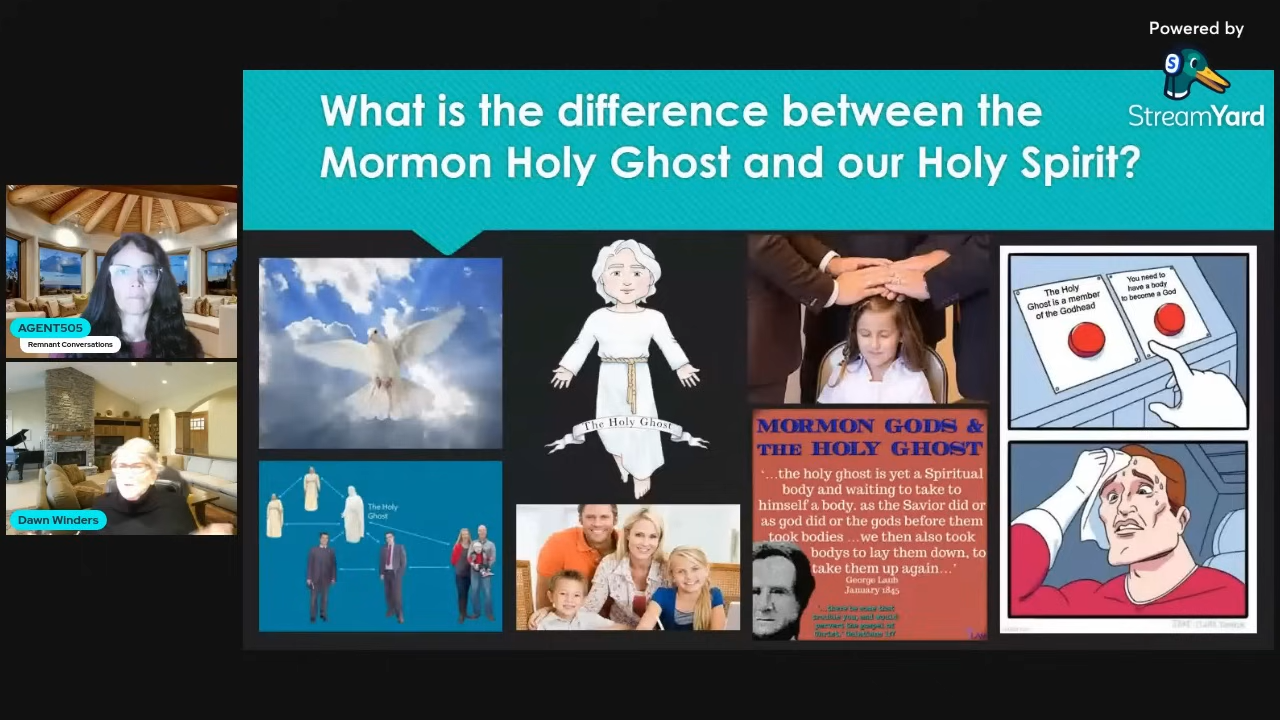 Powered by
StreamYard
What is the difference between the
Mormon Holy Ghost and our Holy Spirit?
AGENT505
Remnant Conversations
Dawn Winders
The Holy
Ghost
The Holy Ghost
MORMON GODS &
THE HOLY GHOST
"...the holy ghost is yet a Spiritual
body and waiting to take to
himself a body. as the Savior did or
as god did or the gods before them
took bodies ...we then also took
bodys to lay them down, to
take them up again..."
George Laub
January 1845
The Holy
Ghost is a member
of the Godhead
You need to
have a body
to become a God